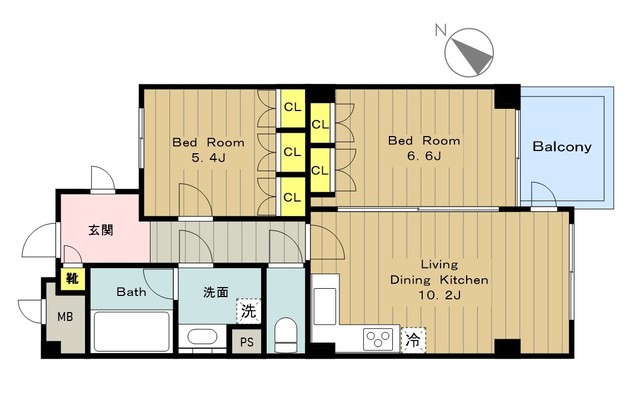 N
CL
Bed Room
5.4J
CL
CL
CL
CL
Bed Room
6.6J
Balcony
玄関
靴
MB
Bath
洗面
洗
PS
Living
Dining Kitchen
10.2J
冷